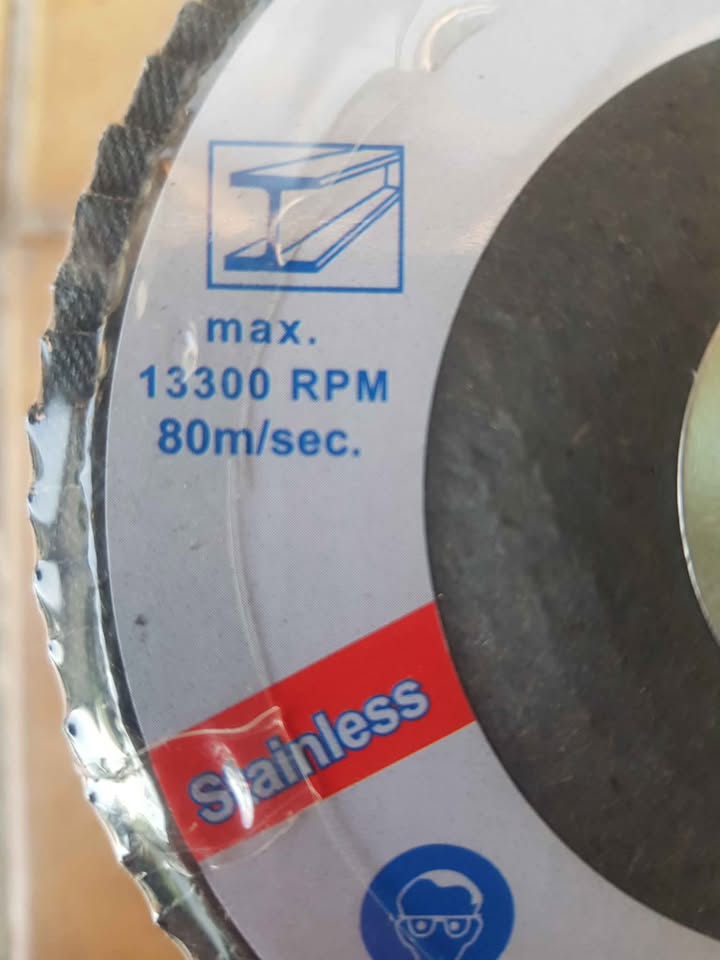 max.
13300 RPM
80m/sec.
Stainless